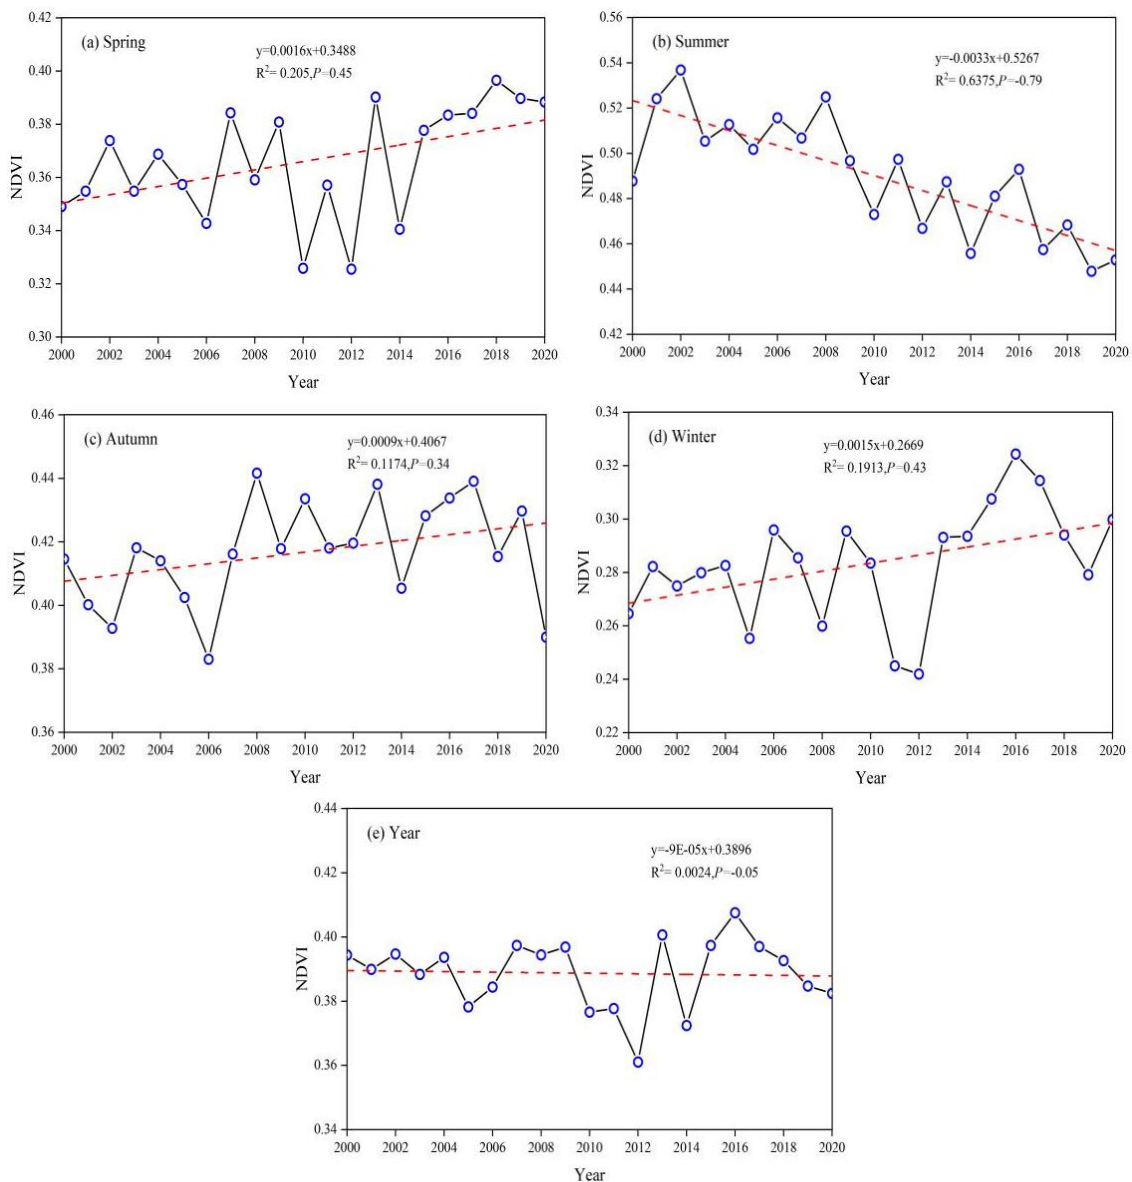 (a) Spring
y=0.0016x+0.3488
R²= 0.205,P=0.45
NDVI
0.42
0.40
0.38
0.36
0.34
0.32
0.30
2000 2002 2004 2006 2008 2010 2012 2014 2016 2018 2020
Year
(b) Summer
y=-0.0033x+0.5267
R²= 0.6375,P=-0.79
NDVI
0.56
0.54
0.52
0.50
0.48
0.46
0.44
0.42
2000 2002 2004 2006 2008 2010 2012 2014 2016 2018 2020
Year
(c) Autumn
y=0.0009x+0.4067
R²= 0.1174,P=0.34
NDVI
0.46
0.44
0.42
0.40
0.38
0.36
2000 2002 2004 2006 2008 2010 2012 2014 2016 2018 2020
Year
(d) Winter
y=0.0015x+0.2669
R²= 0.1913,P=0.43
NDVI
0.34
0.32
0.30
0.28
0.26
0.24
0.22
2000 2002 2004 2006 2008 2010 2012 2014 2016 2018 2020
Year
(e) Year
y=-9E-05x+0.3896
R²= 0.0024,P=-0.05
NDVI
0.44
0.42
0.40
0.38
0.36
0.34
2000 2002 2004 2006 2008 2010 2012 2014 2016 2018 2020
Year